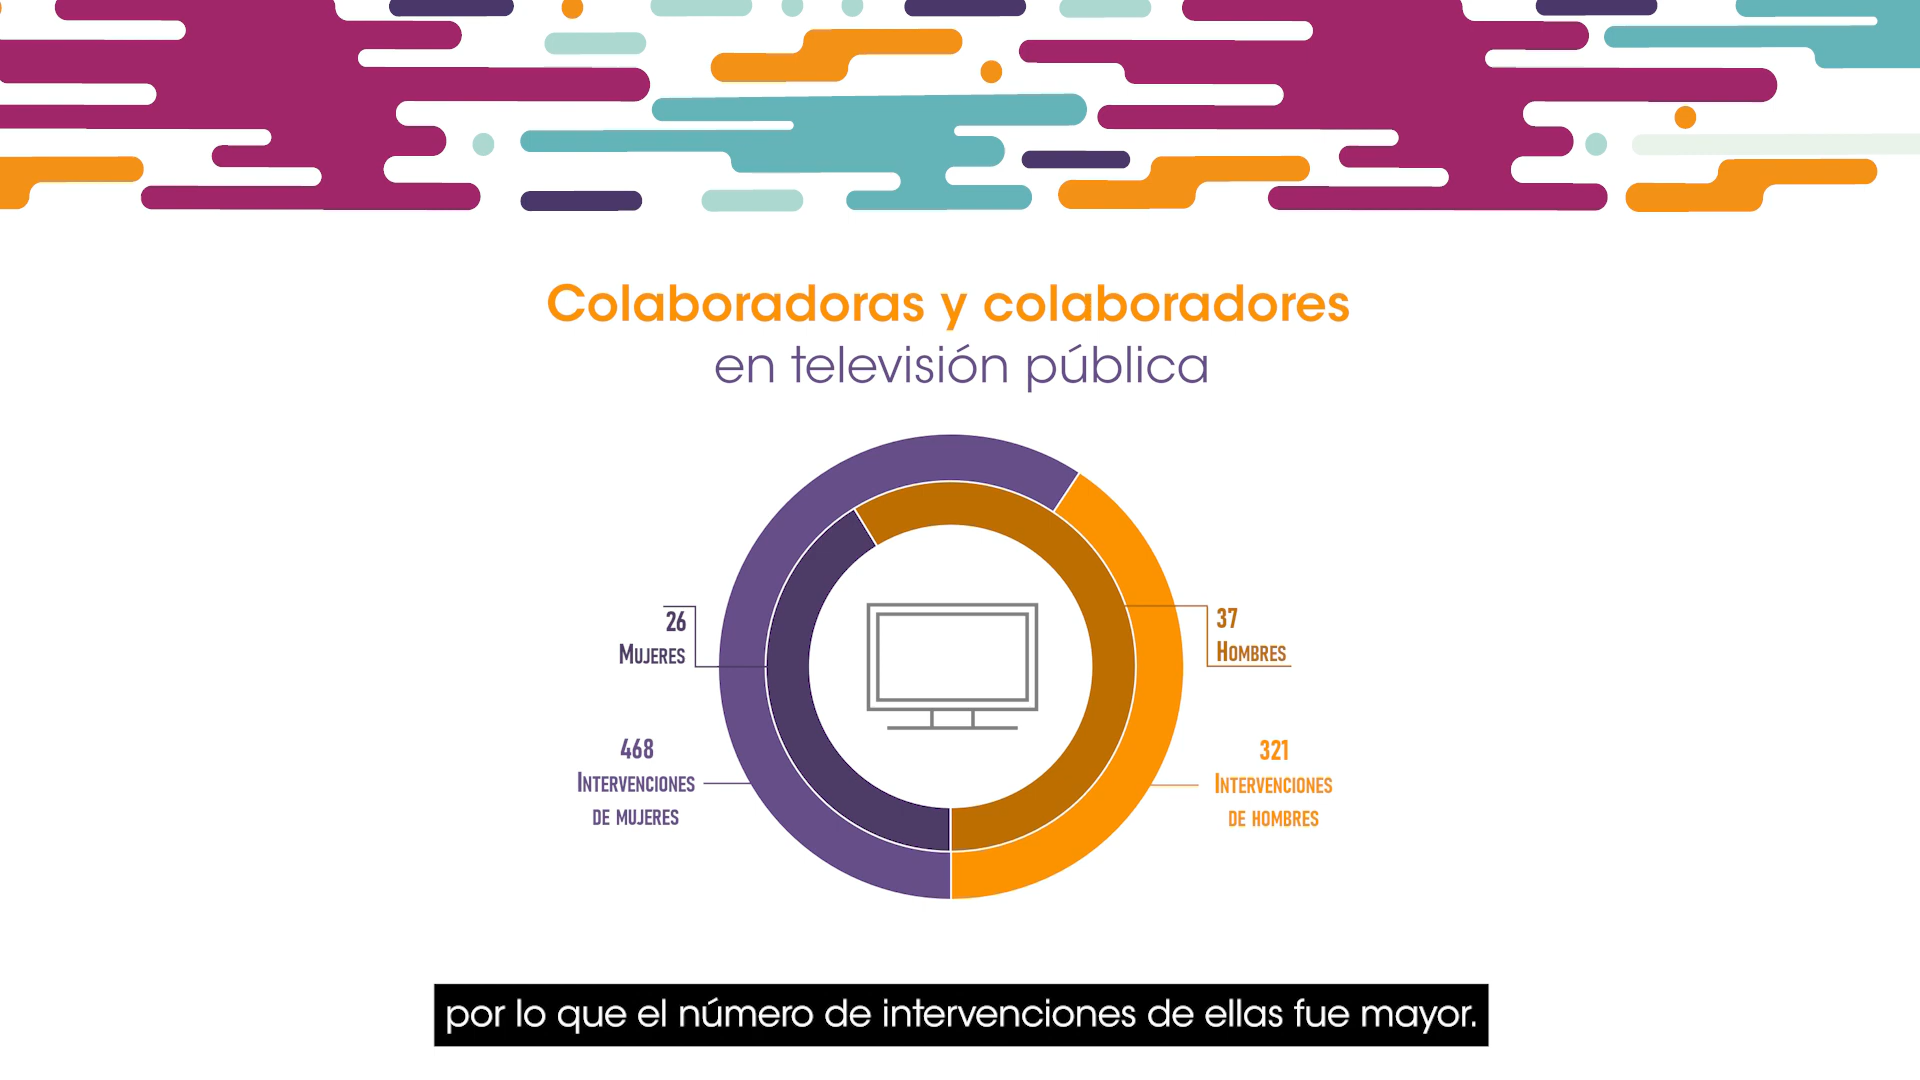 Colaboradoras y colaboradores
en televisión pública
26
MUJERES
37
HOMBRES
468
INTERVENCIONES
DE MUJERES
321
INTERVENCIONES
DE HOMBRES
por lo que el número de intervenciones de ellas fue mayor.